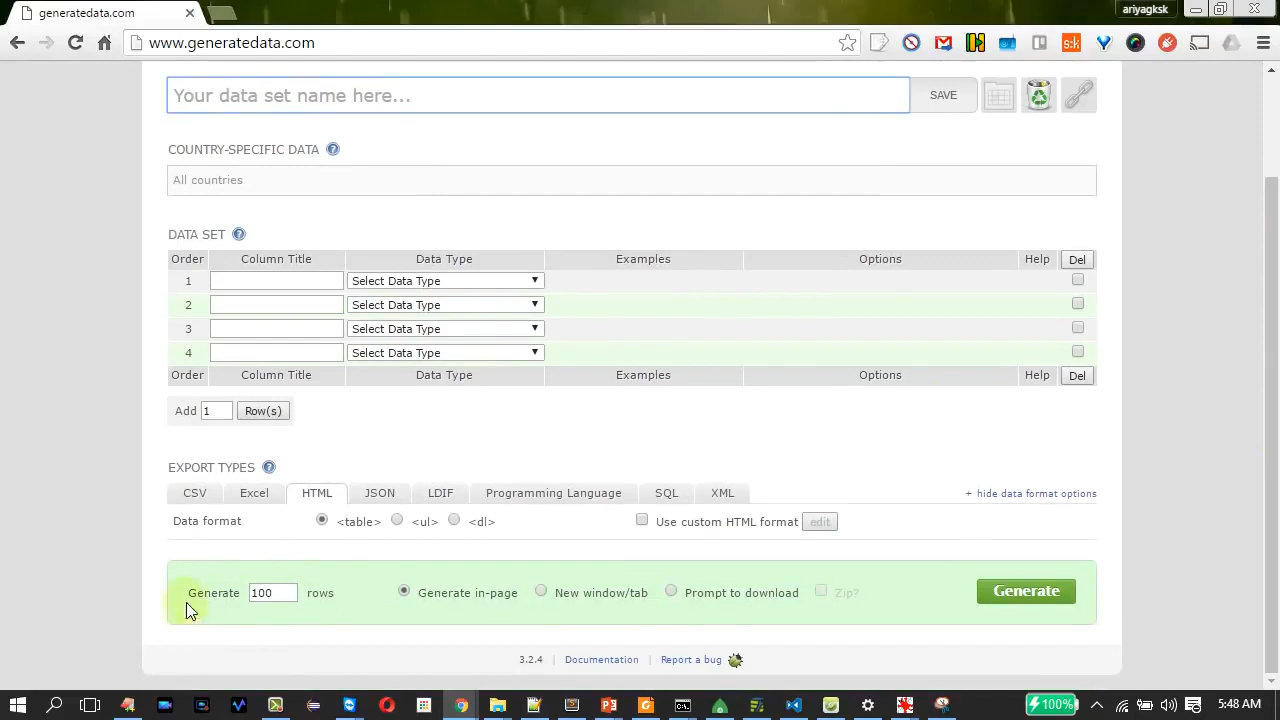 generatedata.com
ariyagksk
www.generatedata.com
Your data set name here...
SAVE
COUNTRY-SPECIFIC DATA
All countries
DATA SET
Order Column Title Data Type Examples Options Help Del
1 Select Data Type
2 Select Data Type
3 Select Data Type
4 Select Data Type
Order Column Title Data Type Examples Options Help Del
Add 1 Row(s)
EXPORT TYPES
CSV Excel HTML JSON LDIF Programming Language SQL XML + hide data format options
Data format <table> <ul> <dl> Use custom HTML format edit
Generate 100 rows Generate in-page New window/tab Prompt to download Zip? Generate
3.2.4 | Documentation | Report a bug
100% 5:48 AM